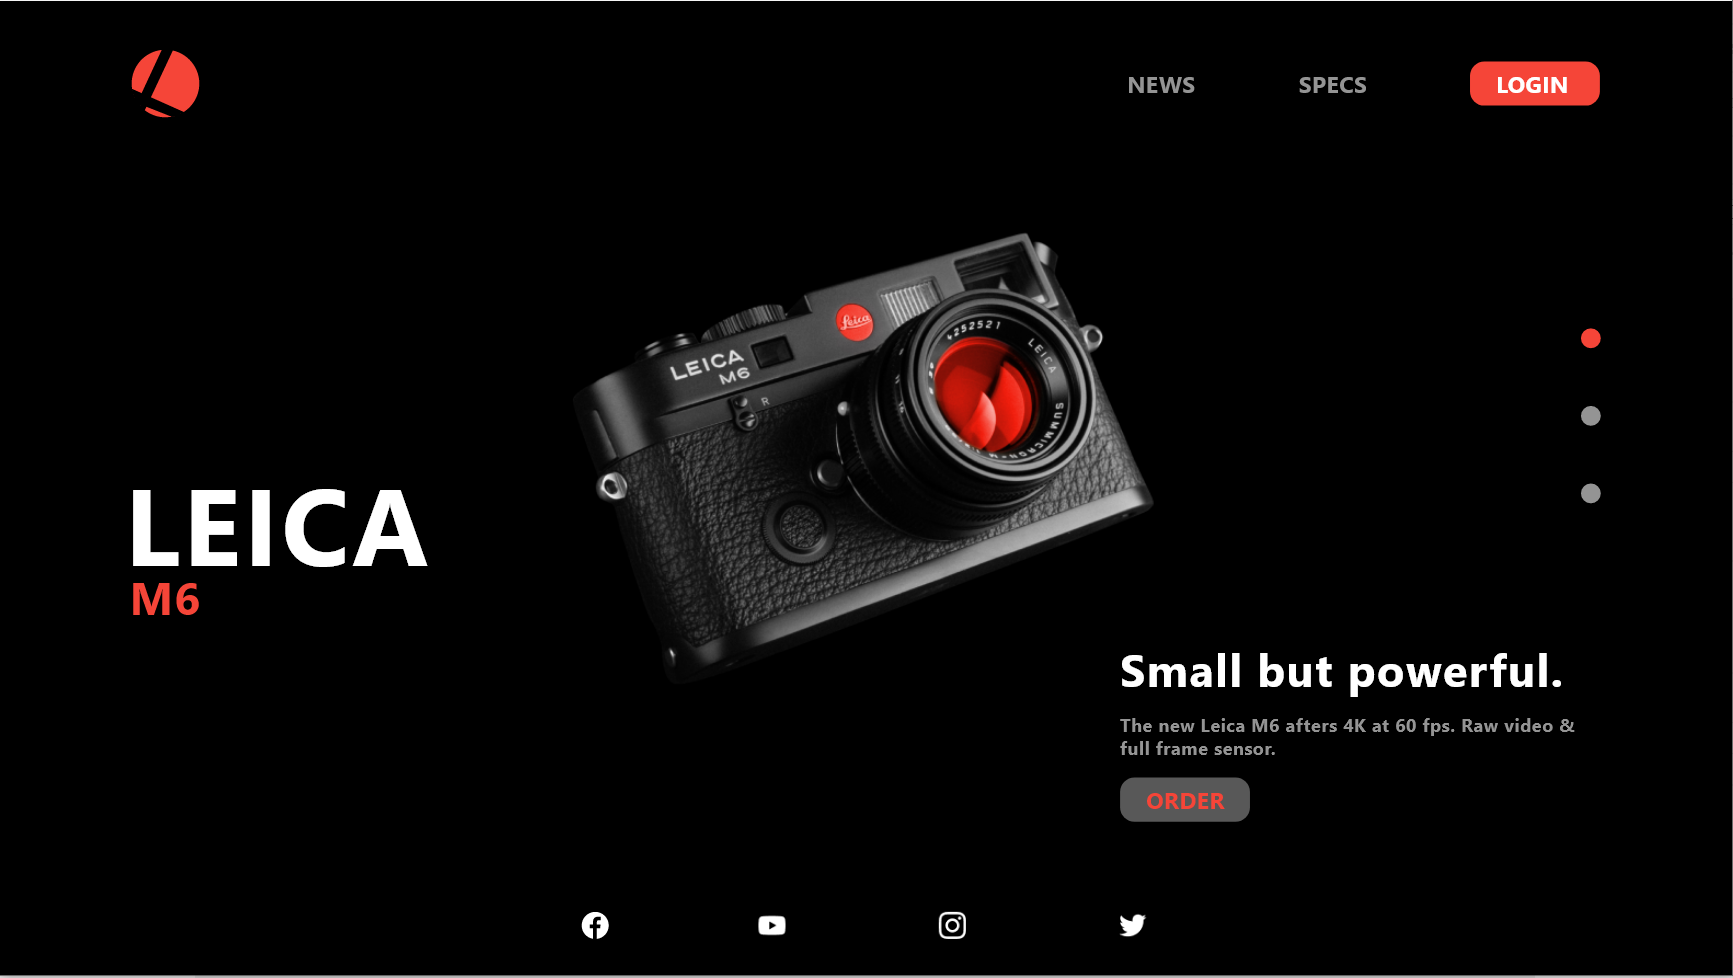 NEWS
SPECS
LOGIN
Leica
4252521
LEICA
LEICA
M6
R
SUMMICRON-M
LEICA
M6
Small but powerful.
The new Leica M6 afters 4K at 60 fps. Raw video &
full frame sensor.
ORDER